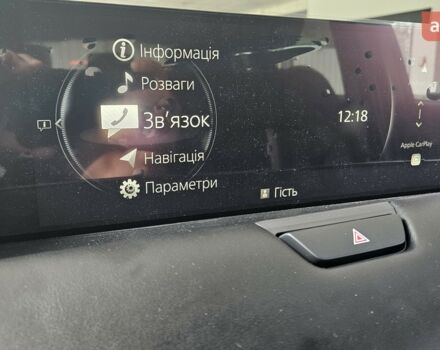 Інформація
Розваги
Зв’язок
12:18
Навігація
Apple CarPlay
Параметри
Гість